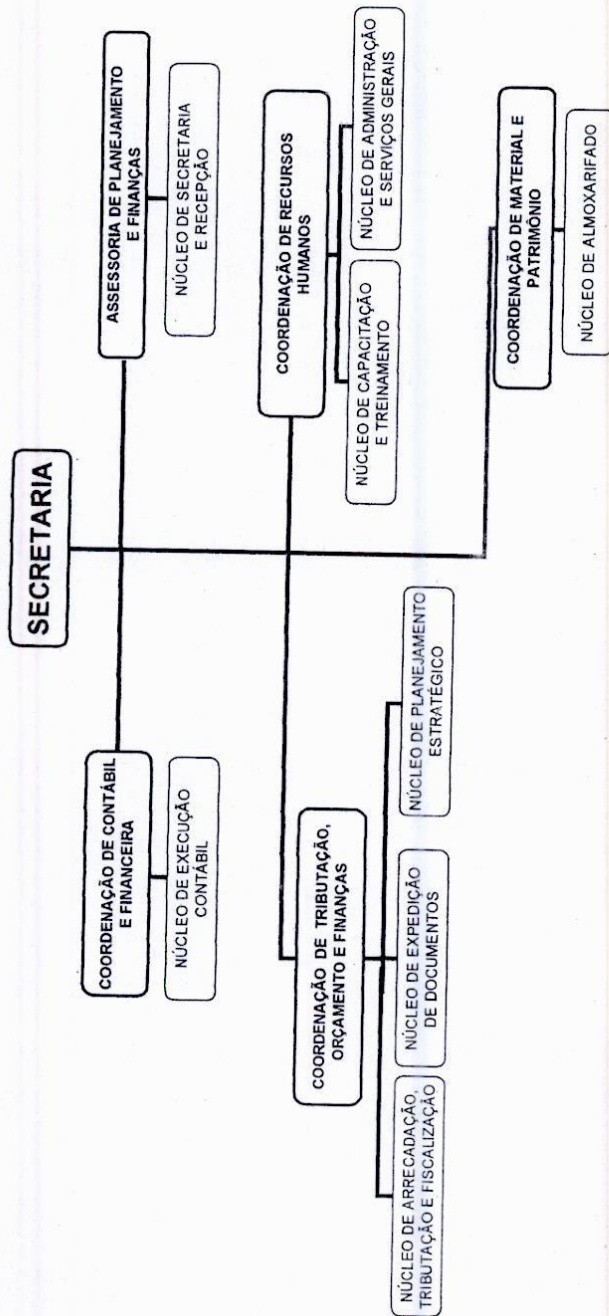 SECRETARIA
COORDENAÇÃO DE CONTÁBIL
E FINANCEIRA
NÚCLEO DE EXECUÇÃO
CONTÁBIL
ASSESSORIA DE PLANEJAMENTO
E FINANÇAS
NÚCLEO DE SECRETARIA
E RECEPÇÃO
COORDENAÇÃO DE TRIBUTAÇÃO,
ORÇAMENTO E FINANÇAS
NÚCLEO DE ARRECADAÇÃO,
TRIBUTAÇÃO E FISCALIZAÇÃO
NÚCLEO DE EXPEDIÇÃO
DE DOCUMENTOS
NÚCLEO DE PLANEJAMENTO
ESTRATÉGICO
COORDENAÇÃO DE RECURSOS
HUMANOS
NÚCLEO DE CAPACITAÇÃO
E TREINAMENTO
NÚCLEO DE ADMINISTRAÇÃO
E SERVIÇOS GERAIS
COORDENAÇÃO DE MATERIAL E
PATRIMÔNIO
NÚCLEO DE ALMOXARIFADO